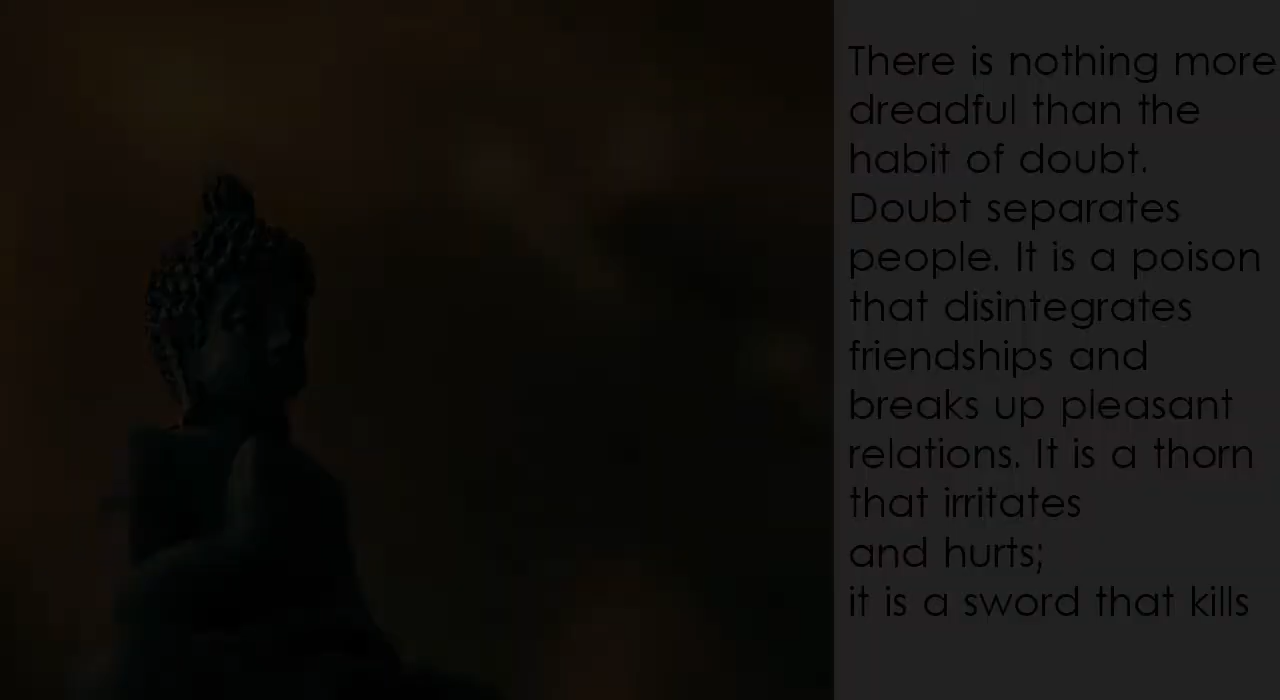 There is nothing more
dreadful than the
habit of doubt.
Doubt separates
people. It is a poison
that disintegrates
friendships and
breaks up pleasant
relations. It is a thorn
that irritates
and hurts;
it is a sword that kills